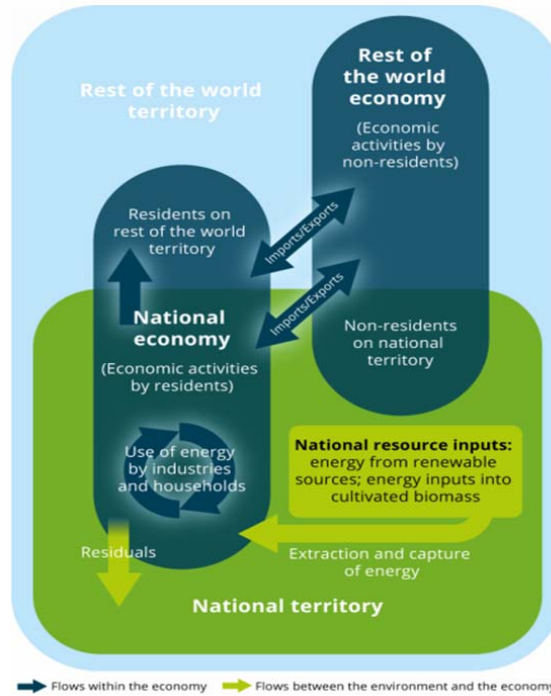 Rest of the world
territory
Rest of
the world
economy
(Economic
activities by
non-residents)
Residents on
rest of the world
territory
Imports/Exports
Imports/Exports
National
economy
(Economic activities
by residents)
Non-residents
on national
territory
Use of energy
by industries
and households
National resource inputs:
energy from renewable
sources; energy inputs into
cultivated biomass
Residuals
Extraction and capture
of energy
National territory
Flows within the economy
Flows between the environment and the economy